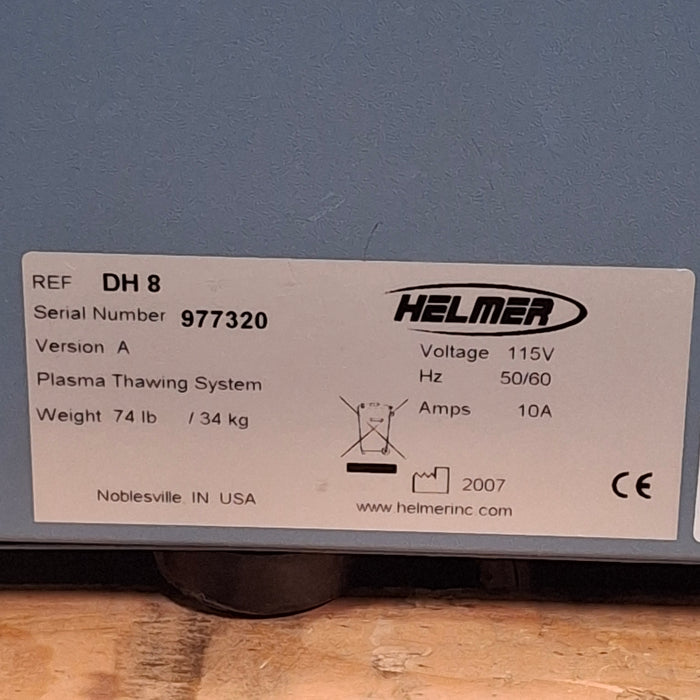 REF DH 8
Serial Number 977320
Version A
Plasma Thawing System
Weight 74 lb / 34 kg
Noblesville IN USA
HELMER
Voltage 115V
Hz 50/60
Amps 10A
2007
www.helmerinc.com
CE